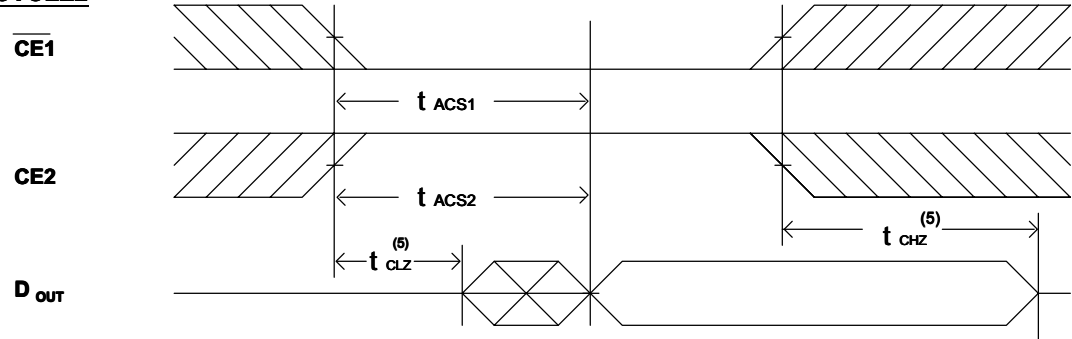 CE1
t ACS1
CE2
t ACS2
t CLZ (5)
t CHZ (5)
D OUT